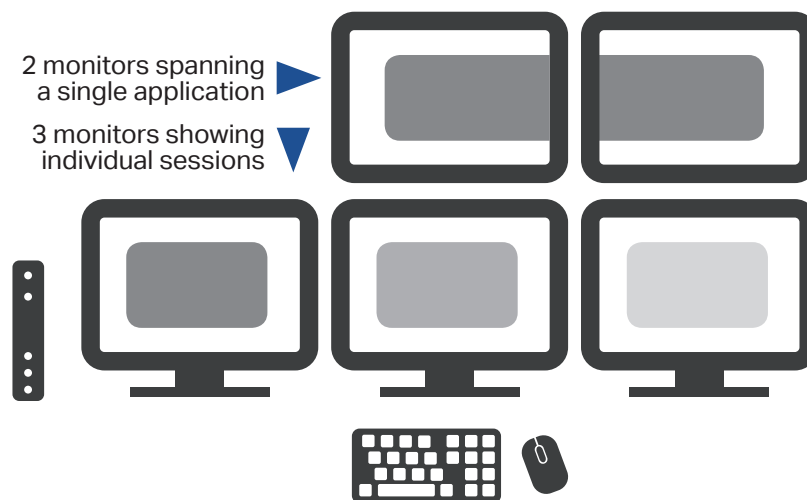 2 monitors spanning
a single application
3 monitors showing
individual sessions